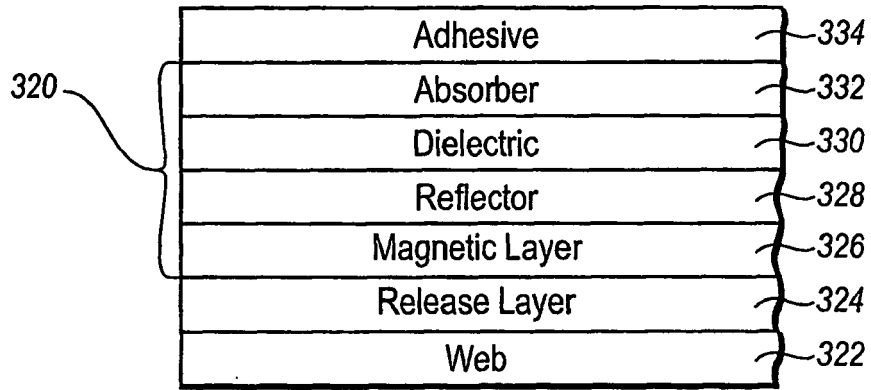 Adhesive 334
320 Absorber 332
Dielectric 330
Reflector 328
Magnetic Layer 326
Release Layer 324
Web 322